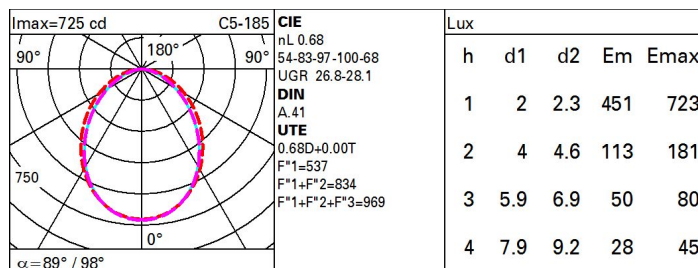 Imax=725 cd C5-185
90° 180° 90°
750
0°
α=89° / 98°
CIE
nL 0.68
54-83-97-100-68
UGR 26.8-28.1
DIN
A.41
UTE
0.68D+0.00T
F"1=537
F"1+F"2=834
F"1+F"2+F"3=969
Lux
h d1 d2 Em Emax
1 2 2.3 451 723
2 4 4.6 113 181
3 5.9 6.9 50 80
4 7.9 9.2 28 45